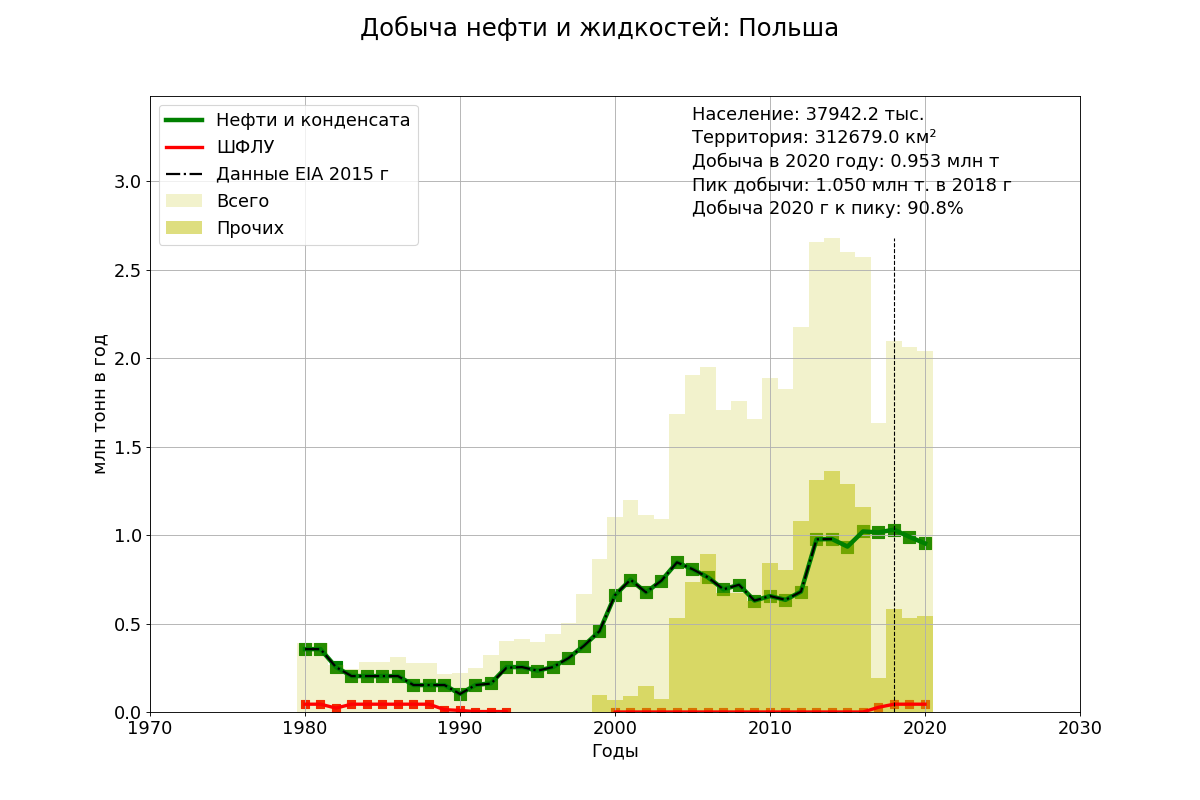 Добыча нефти и жидкостей: Польша
Нефти и конденсата
ШФЛУ
Данные EIA 2015 г
Всего
Прочих
Население: 37942.2 тыс.
Территория: 312679.0 км²
Добыча в 2020 году: 0.953 млн т
Пик добычи: 1.050 млн т. в 2018 г
Добыча 2020 г к пику: 90.8%
млн тонн в год
3.0
2.5
2.0
1.5
1.0
0.5
0.0
1970 1980 1990 2000 2010 2020 2030
Годы